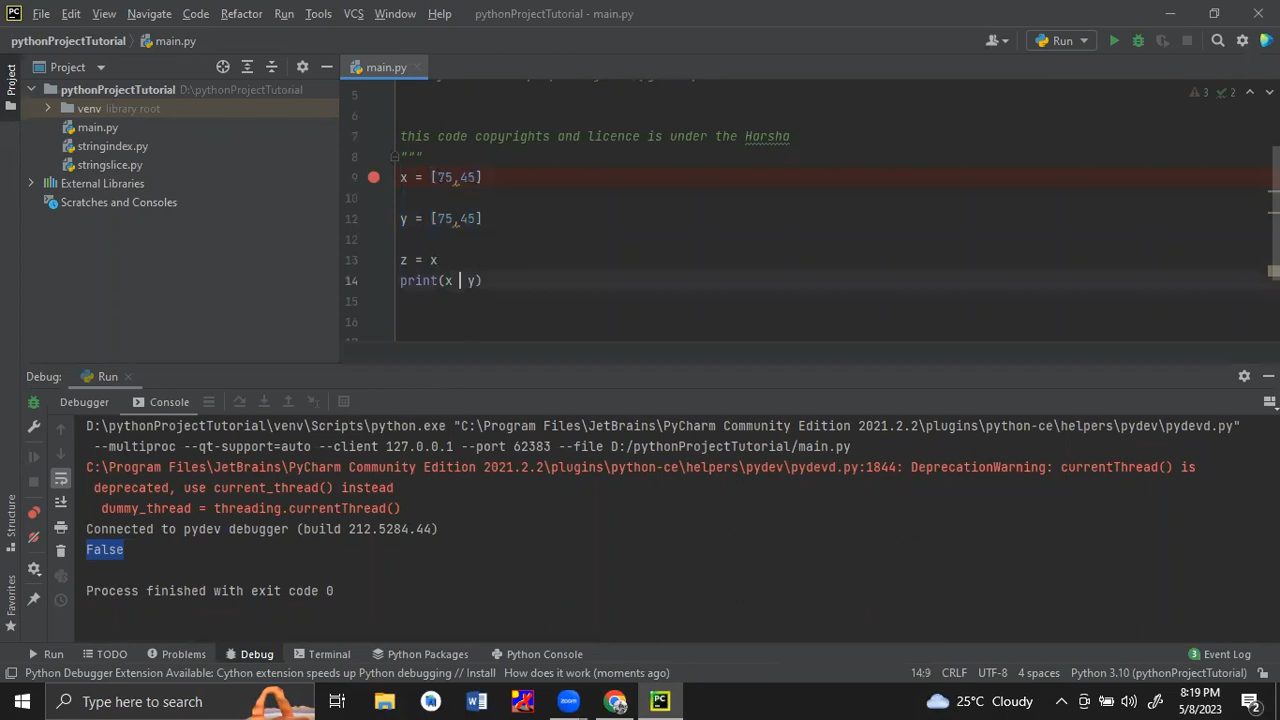 File Edit View Navigate Code Refactor Run Tools VCS Window Help pythonProjectTutorial - main.py
pythonProjectTutorial main.py Run
Project main.py
pythonProjectTutorial D:\pythonProjectTutorial
venv library root
main.py
stringindex.py
stringslice.py
External Libraries
Scratches and Consoles
Project
3 2
5
6
7 this code copyrights and licence is under the Harsha
8 """
9 x = [75,45]
10
12 y = [75,45]
12
13 z = x
14 print(x y)
15
16
Debug: Run
Debugger Console
D:\pythonProjectTutorial\venv\Scripts\python.exe "C:\Program Files\JetBrains\PyCharm Community Edition 2021.2.2\plugins\python-ce\helpers\pydev\pydevd.py"
--multiproc --qt-support=auto --client 127.0.0.1 --port 62383 --file D:/pythonProjectTutorial/main.py
C:\Program Files\JetBrains\PyCharm Community Edition 2021.2.2\plugins\python-ce\helpers\pydev\pydevd.py:1844: DeprecationWarning: currentThread() is
deprecated, use current_thread() instead
dummy_thread = threading.currentThread()
Connected to pydev debugger (build 212.5284.44)
False
Process finished with exit code 0
Structure
Favorites
Run TODO Problems Debug Terminal Python Packages Python Console 3 Event Log
Python Debugger Extension Available: Cython extension speeds up Python debugging // Install How does it work (moments ago) 14:9 CRLF UTF-8 4 spaces Python 3.10 (pythonProjectTutorial)
Type here to search 25°C Cloudy 8:19 PM
5/8/2023 2